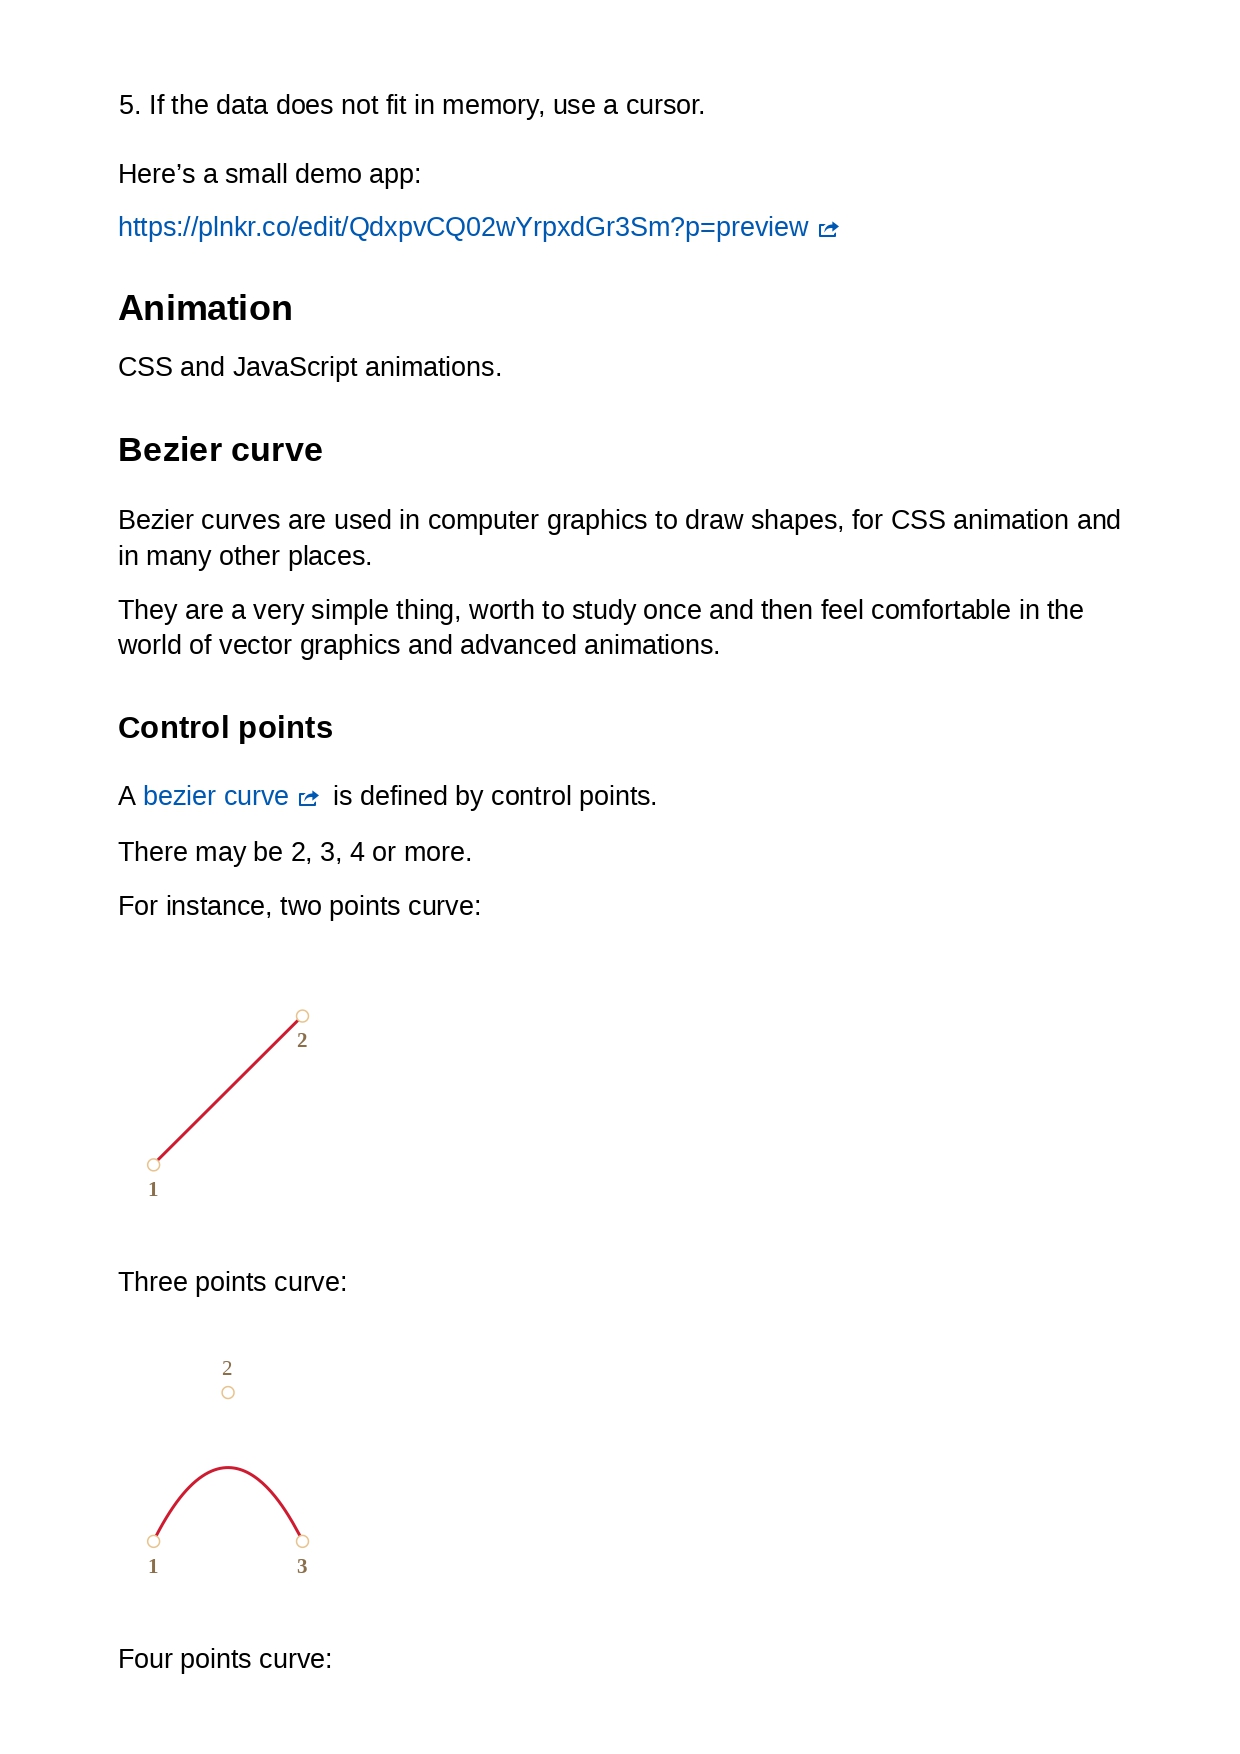 5. If the data does not fit in memory, use a cursor.
Here’s a small demo app:
https://plnkr.co/edit/QdxpvCQ02wYrpxdGr3Sm?p=preview
Animation
CSS and JavaScript animations.
Bezier curve
Bezier curves are used in computer graphics to draw shapes, for CSS animation and
in many other places.
They are a very simple thing, worth to study once and then feel comfortable in the
world of vector graphics and advanced animations.
Control points
A bezier curve is defined by control points.
There may be 2, 3, 4 or more.
For instance, two points curve:
2
1
Three points curve:
2
1 3
Four points curve: